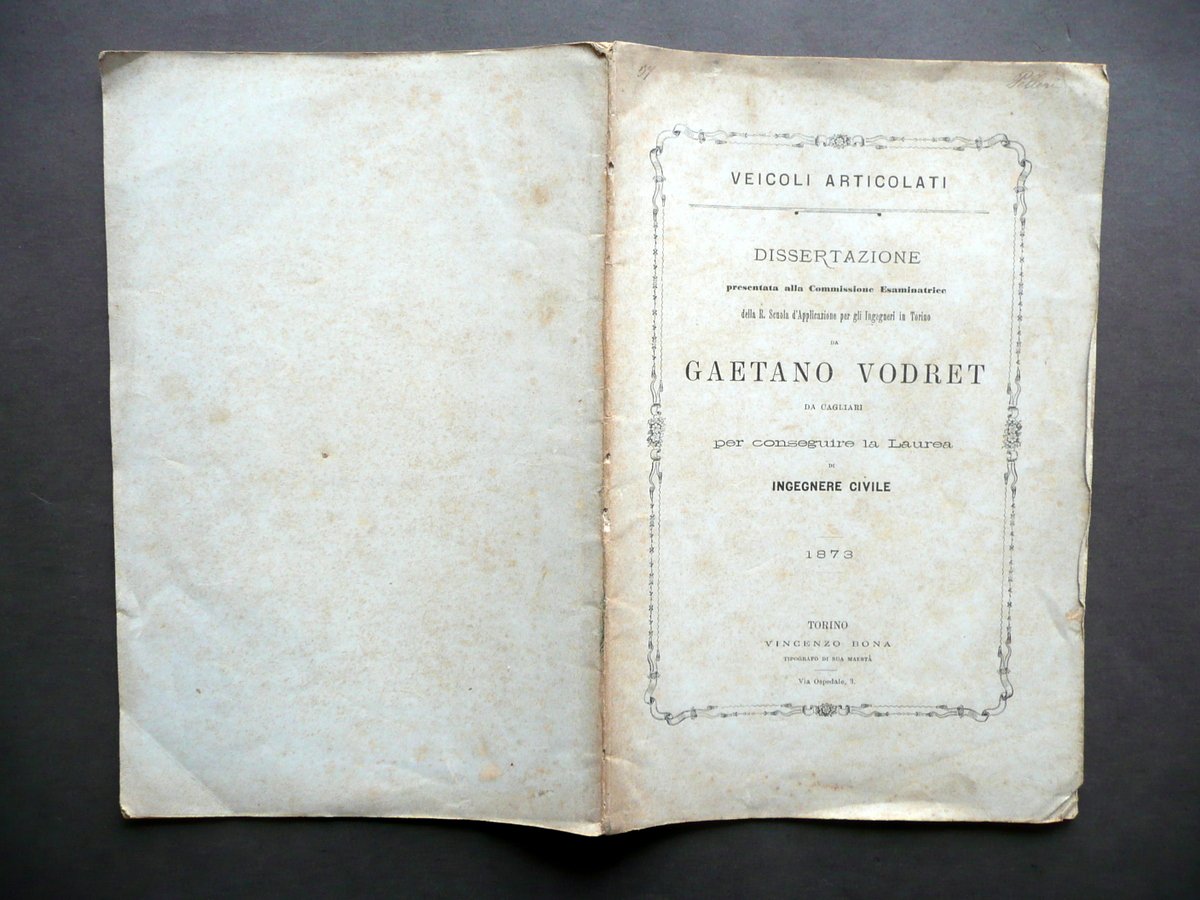 37
VEICOLI ARTICOLATI
DISSERTAZIONE
presentata alla Commissione Esaminatrice
della R. Scuola d'Applicazione per gli Ingegneri in Torino
DA
GAETANO VODRET
DA CAGLIARI
per conseguire la Laurea
DI
INGEGNERE CIVILE
1873
TORINO
VINCENZO BONA
TIPOGRAFO DI SUA MAESTÀ
Via Ospedale, 3.